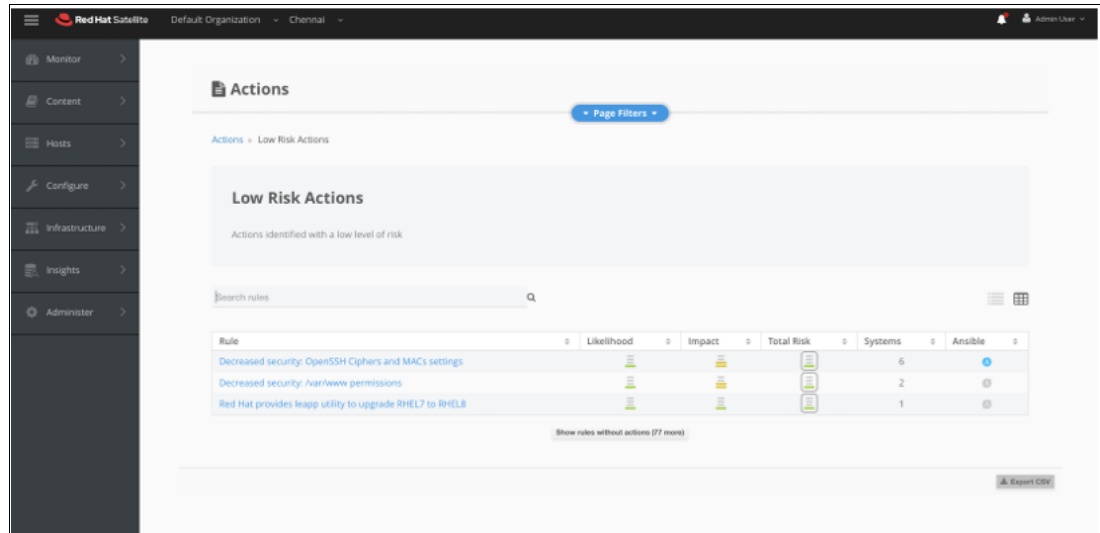 Red Hat Satellite Default Organization Chennai Admin User
Monitor
Content
Hosts
Configure
Infrastructure
Insights
Administer
Actions
Page Filters
Actions » Low Risk Actions
Low Risk Actions
Actions identified with a low level of risk
Search rules
Rule Likelihood Impact Total Risk Systems Ansible
Decreased security: OpenSSH Ciphers and MACs settings 6
Decreased security: /var/www permissions 2
Red Hat provides leapp utility to upgrade RHEL7 to RHEL8 1
Show rules without actions (77 more)
Export CSV